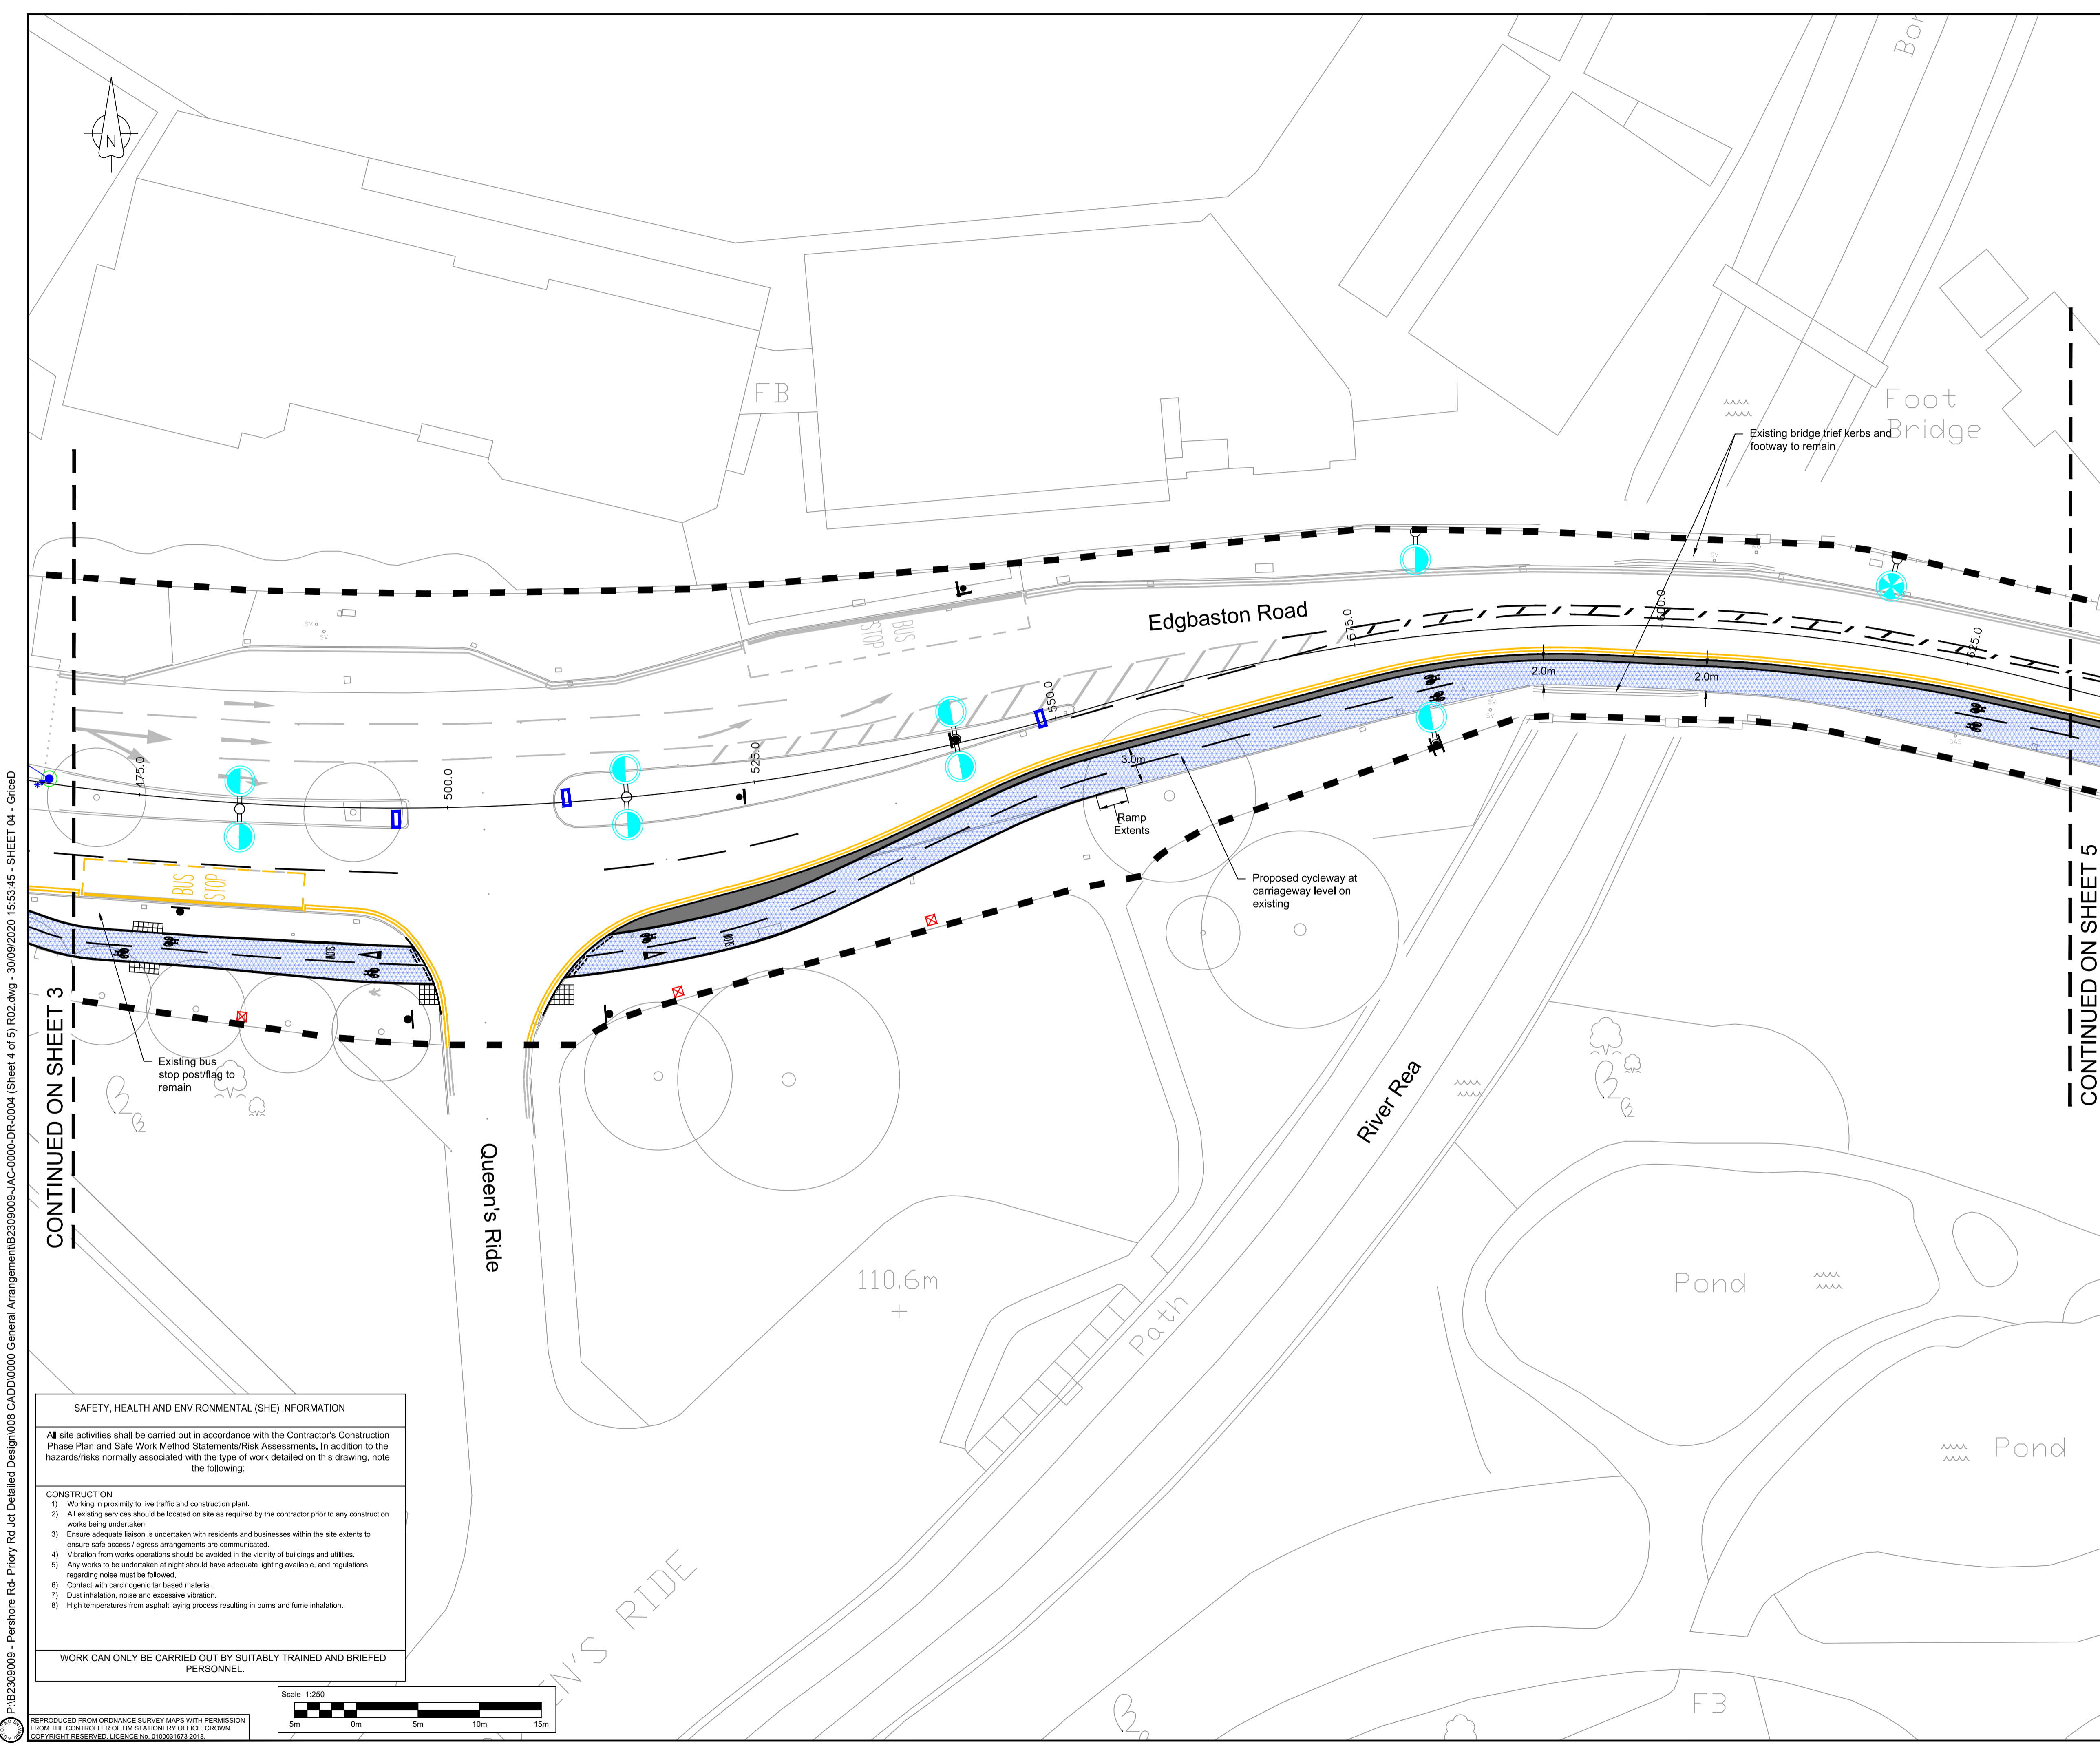 P:\B2309009 - Pershore Rd- Priory Rd Jct Detailed Design\008 CADD\0000 General Arrangement\B2309009-JAC-0000-DR-0004 (Sheet 4 of 5) R02.dwg - 30/09/2020 15:53:45 - SHEET 04 - GriceD
N
FB
Foot
Bridge
Existing bridge trief kerbs and
footway to remain
SV
SV
SV
BUS
STOP
Edgbaston Road
475.0
500.0
525.0
550.0
575.0
600.0
625.0
2.0m
2.0m
3.0m
SV
SV
GAS
Ramp
Extents
Proposed cycleway at
carriageway level on
existing
BUS
STOP
SLOW
SLOW
Existing bus
stop post/flag to
remain
CONTINUED ON SHEET 3
CONTINUED ON SHEET 5
Queen's Ride
River Rea
110.6m
Path
Pond
Pond
FB
SAFETY, HEALTH AND ENVIRONMENTAL (SHE) INFORMATION
All site activities shall be carried out in accordance with the Contractor's Construction
Phase Plan and Safe Work Method Statements/Risk Assessments. In addition to the
hazards/risks normally associated with the type of work detailed on this drawing, note
the following:
CONSTRUCTION
1) Working in proximity to live traffic and construction plant.
2) All existing services should be located on site as required by the contractor prior to any construction
works being undertaken.
3) Ensure adequate liaison is undertaken with residents and businesses within the site extents to
ensure safe access / egress arrangements are communicated.
4) Vibration from works operations should be avoided in the vicinity of buildings and utilities.
5) Any works to be undertaken at night should have adequate lighting available, and regulations
regarding noise must be followed.
6) Contact with carcinogenic tar based material.
7) Dust inhalation, noise and excessive vibration.
8) High temperatures from asphalt laying process resulting in burns and fume inhalation.
WORK CAN ONLY BE CARRIED OUT BY SUITABLY TRAINED AND BRIEFED
PERSONNEL.
EN'S RIDE
Scale 1:250
5m 0m 5m 10m 15m
REPRODUCED FROM ORDNANCE SURVEY MAPS WITH PERMISSION
FROM THE CONTROLLER OF HM STATIONERY OFFICE. CROWN
COPYRIGHT RESERVED. LICENCE No. 0100031673 2018.